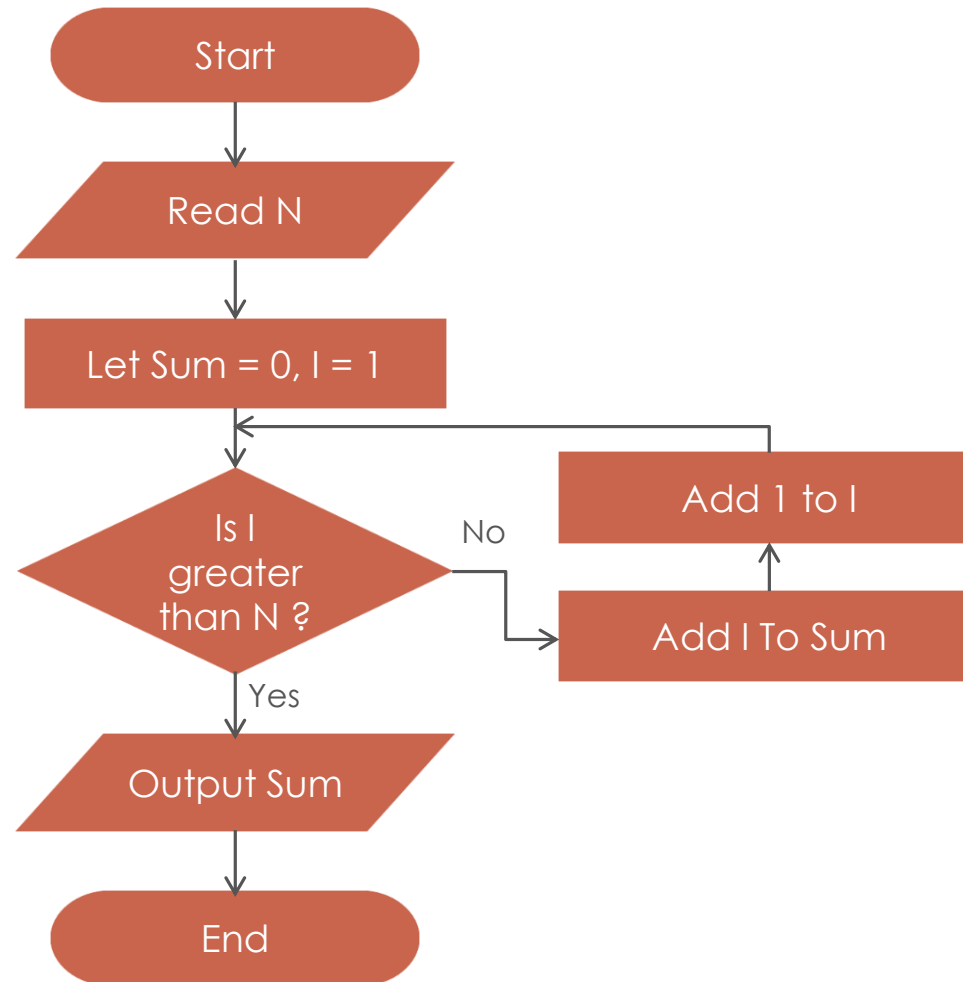 Start
Read N
Let Sum = 0, I = 1
Is I
greater
than N ?
No
Add 1 to I
Add I To Sum
Yes
Output Sum
End